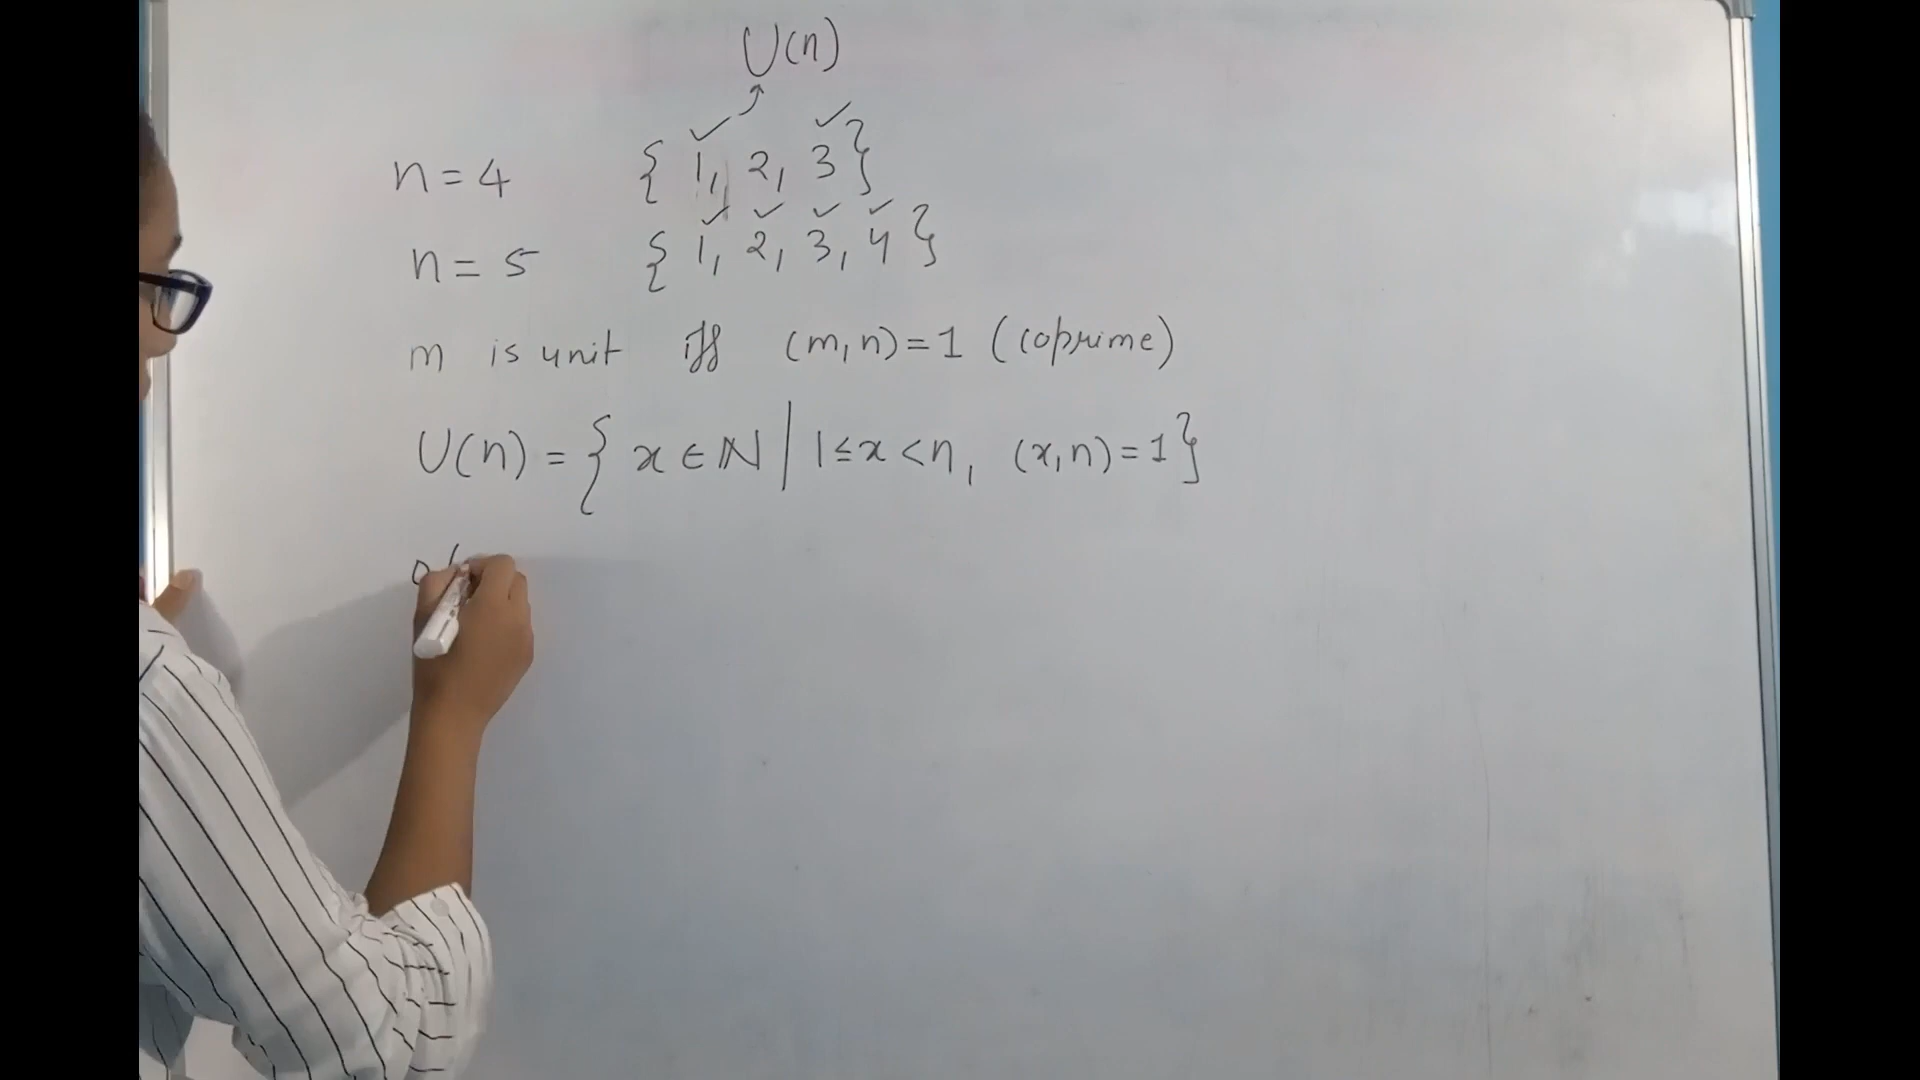 U(n)
n=4 { 1, 2, 3 }
n=5 { 1, 2, 3, 4 }
m is unit iff (m,n)=1 (coprime)
U(n) = { x ∈ ℕ | 1≤x<n, (x,n)=1 }